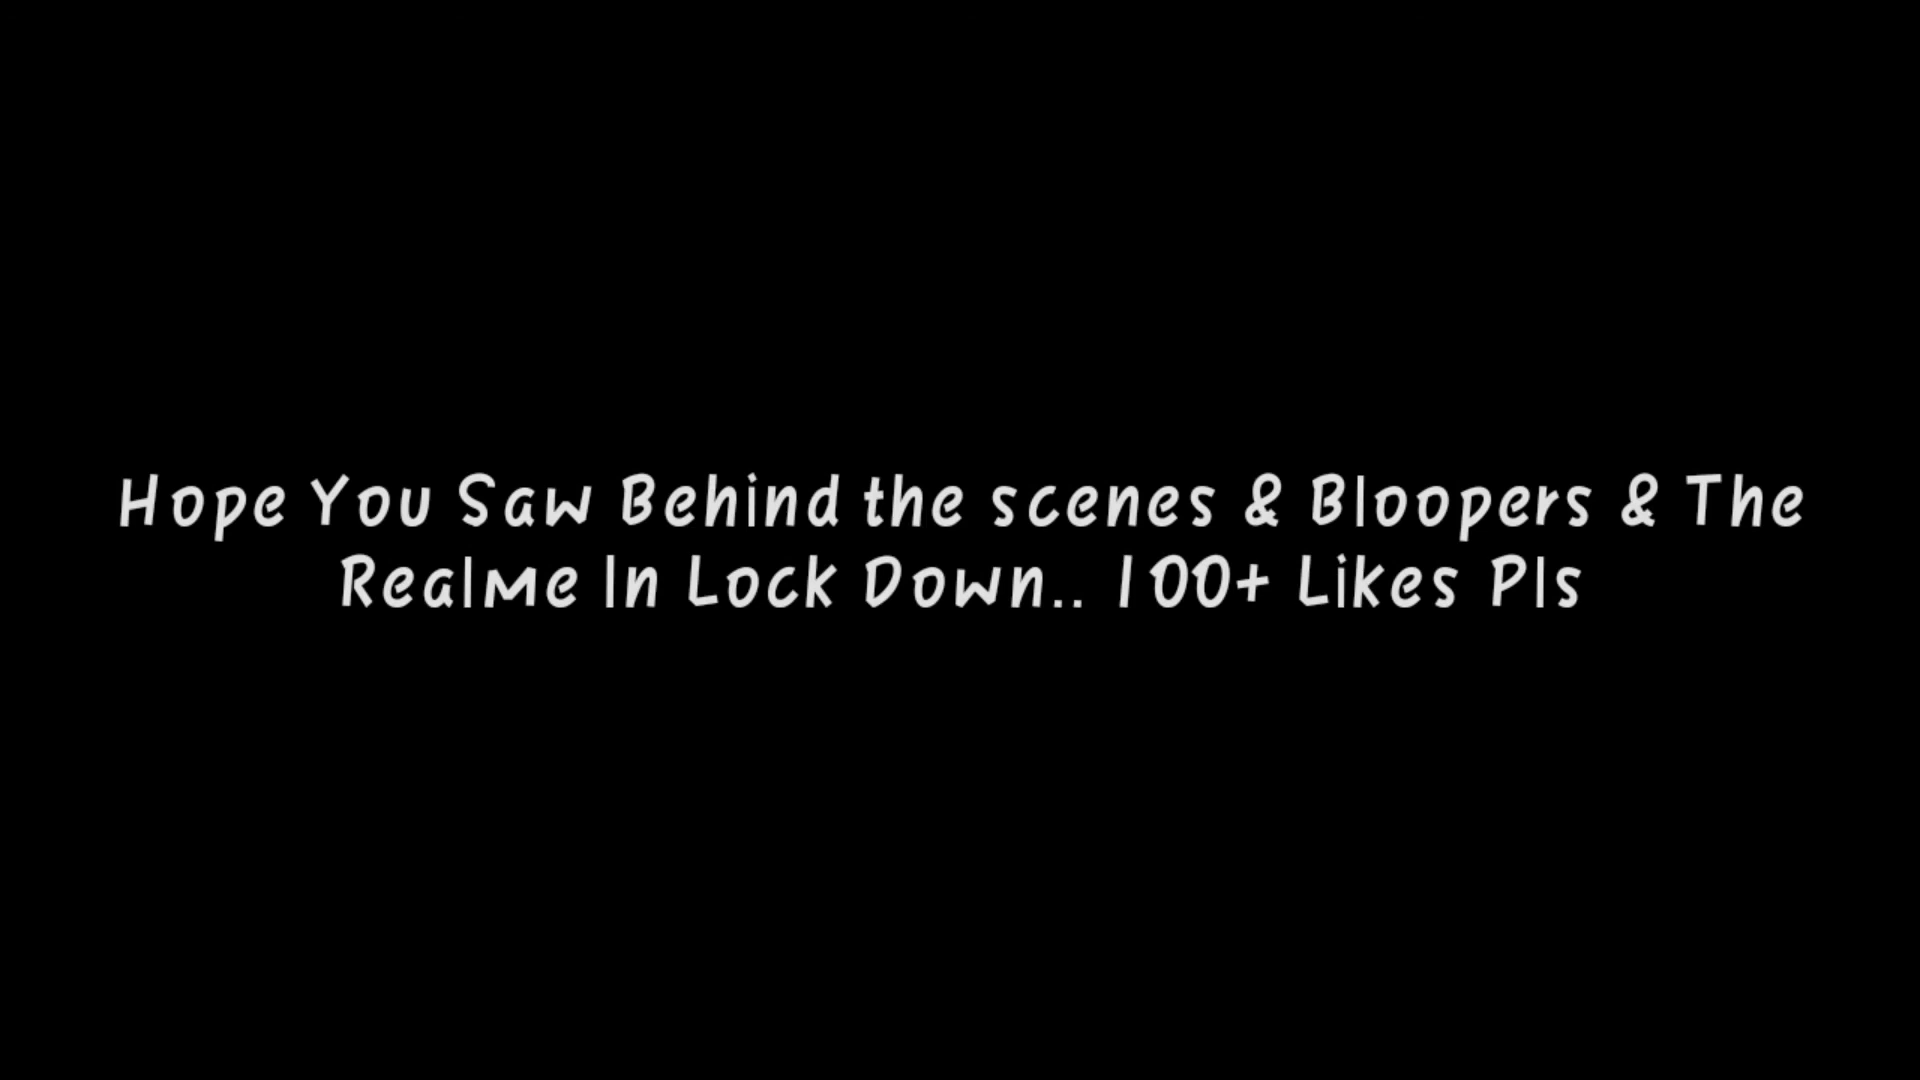 Hope You Saw Behind the scenes & Bloopers & The
Realme In Lock Down.. 100+ Likes Pls